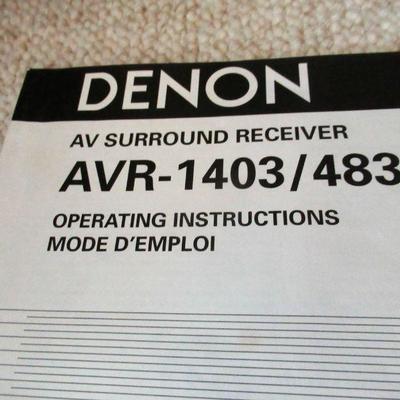 DENON
AV SURROUND RECEIVER
AVR-1403/483
OPERATING INSTRUCTIONS
MODE D'EMPLOI